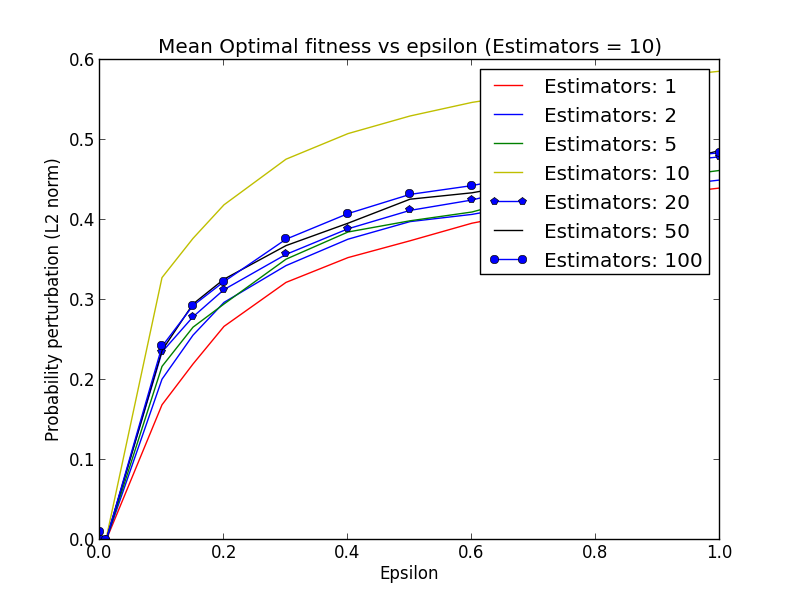 Mean Optimal fitness vs epsilon (Estimators = 10)
0.6
0.5
0.4
0.3
0.2
0.1
0.0
Probability perturbation (L2 norm)
Estimators: 1
Estimators: 2
Estimators: 5
Estimators: 10
Estimators: 20
Estimators: 50
Estimators: 100
0.0 0.2 0.4 0.6 0.8 1.0
Epsilon